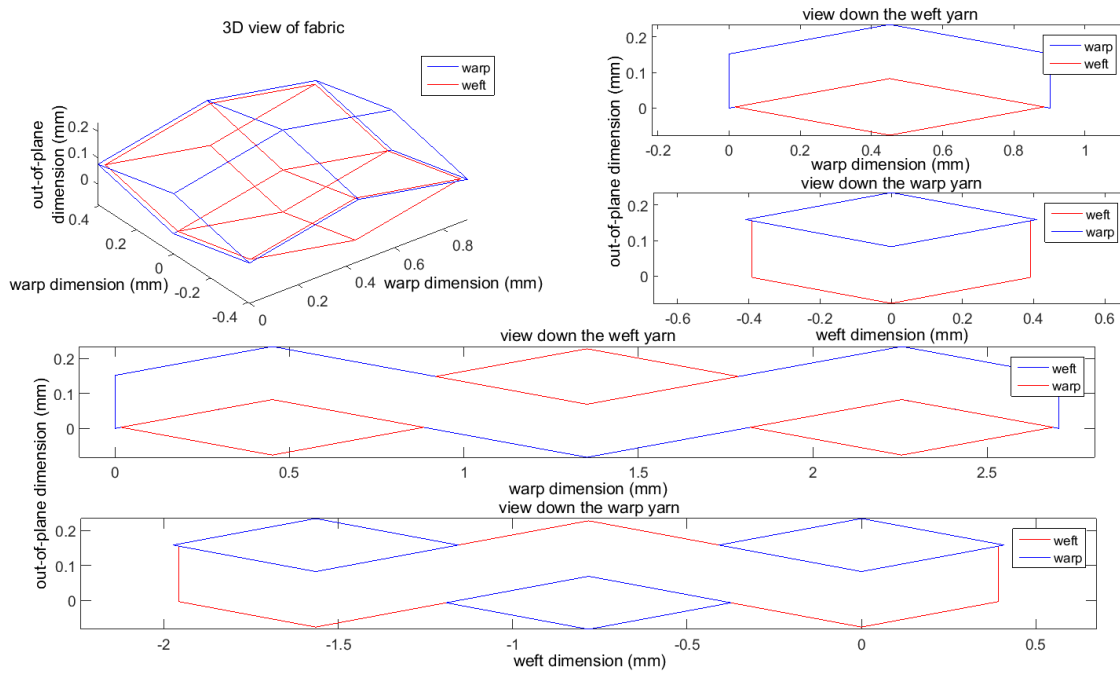 3D view of fabric
warp
weft
out-of-plane
dimension (mm)
0.2
0.1
0
0.4
0.2
0
-0.2
-0.4
warp dimension (mm)
0
0.2
0.4
0.6
0.8
warp dimension (mm)
view down the weft yarn
warp
weft
0.2
0.1
0
-0.2
0
0.2
0.4
0.6
0.8
1
warp dimension (mm)
out-of-plane dimension (mm)
view down the warp yarn
weft
warp
0.2
0.1
0
-0.6
-0.4
-0.2
0
0.2
0.4
0.6
weft dimension (mm)
view down the weft yarn
weft
warp
0.2
0.1
0
0
0.5
1
1.5
2
2.5
warp dimension (mm)
out-of-plane dimension (mm)
view down the warp yarn
weft
warp
0.2
0.1
0
-2
-1.5
-1
-0.5
0
0.5
weft dimension (mm)